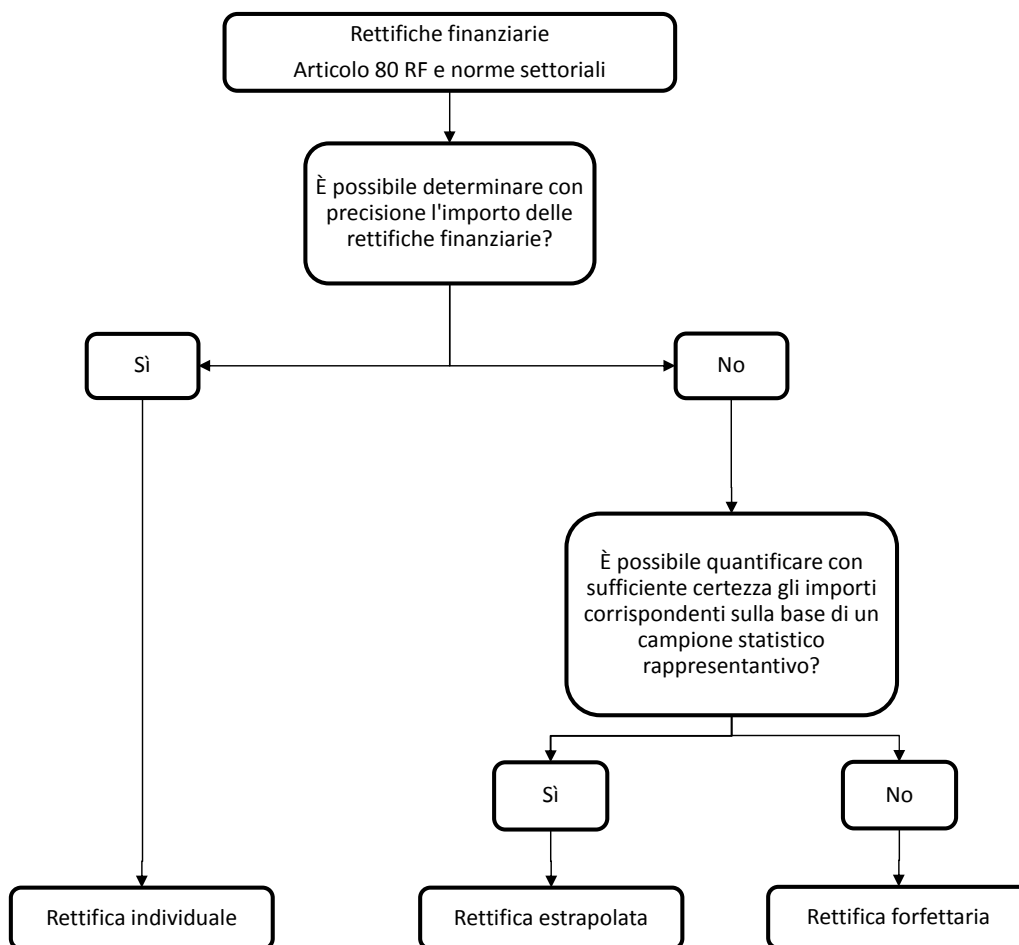 Rettifiche finanziarie
Articolo 80 RF e norme settoriali
È possibile determinare con
precisione l'importo delle
rettifiche finanziarie?
Sì
No
È possibile quantificare con
sufficiente certezza gli importi
corrispondenti sulla base di un
campione statistico
rappresentantivo?
Sì
No
Rettifica individuale
Rettifica estrapolata
Rettifica forfettaria